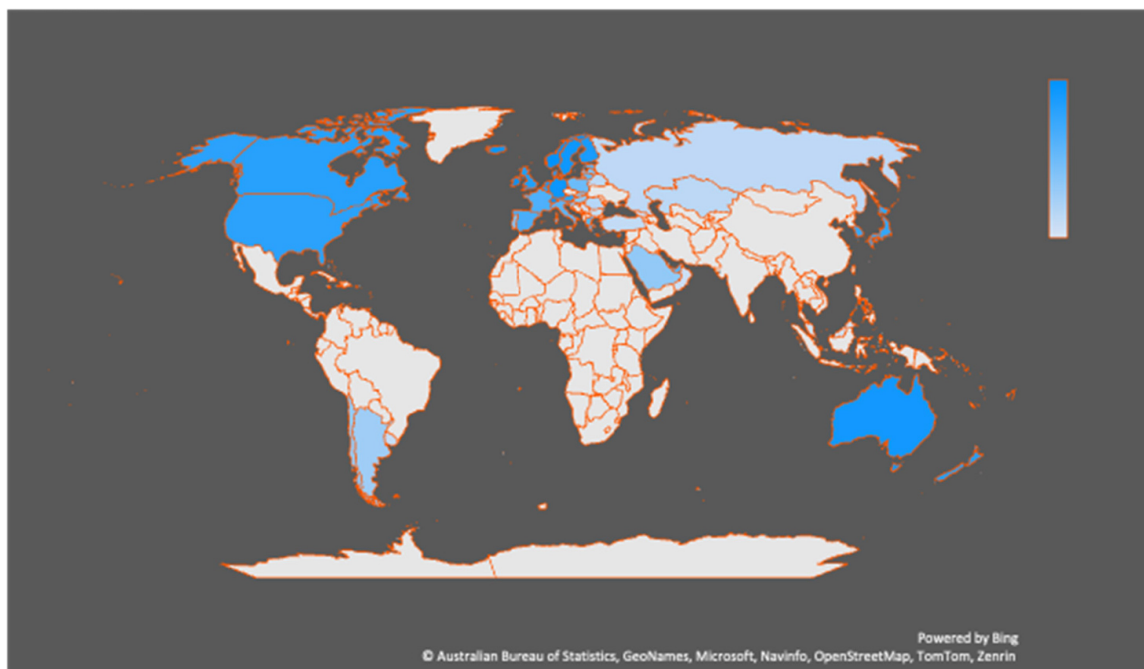 Powered by Bing
© Australian Bureau of Statistics, GeoNames, Microsoft, Navinfo, OpenStreetMap, TomTom, Zenrin